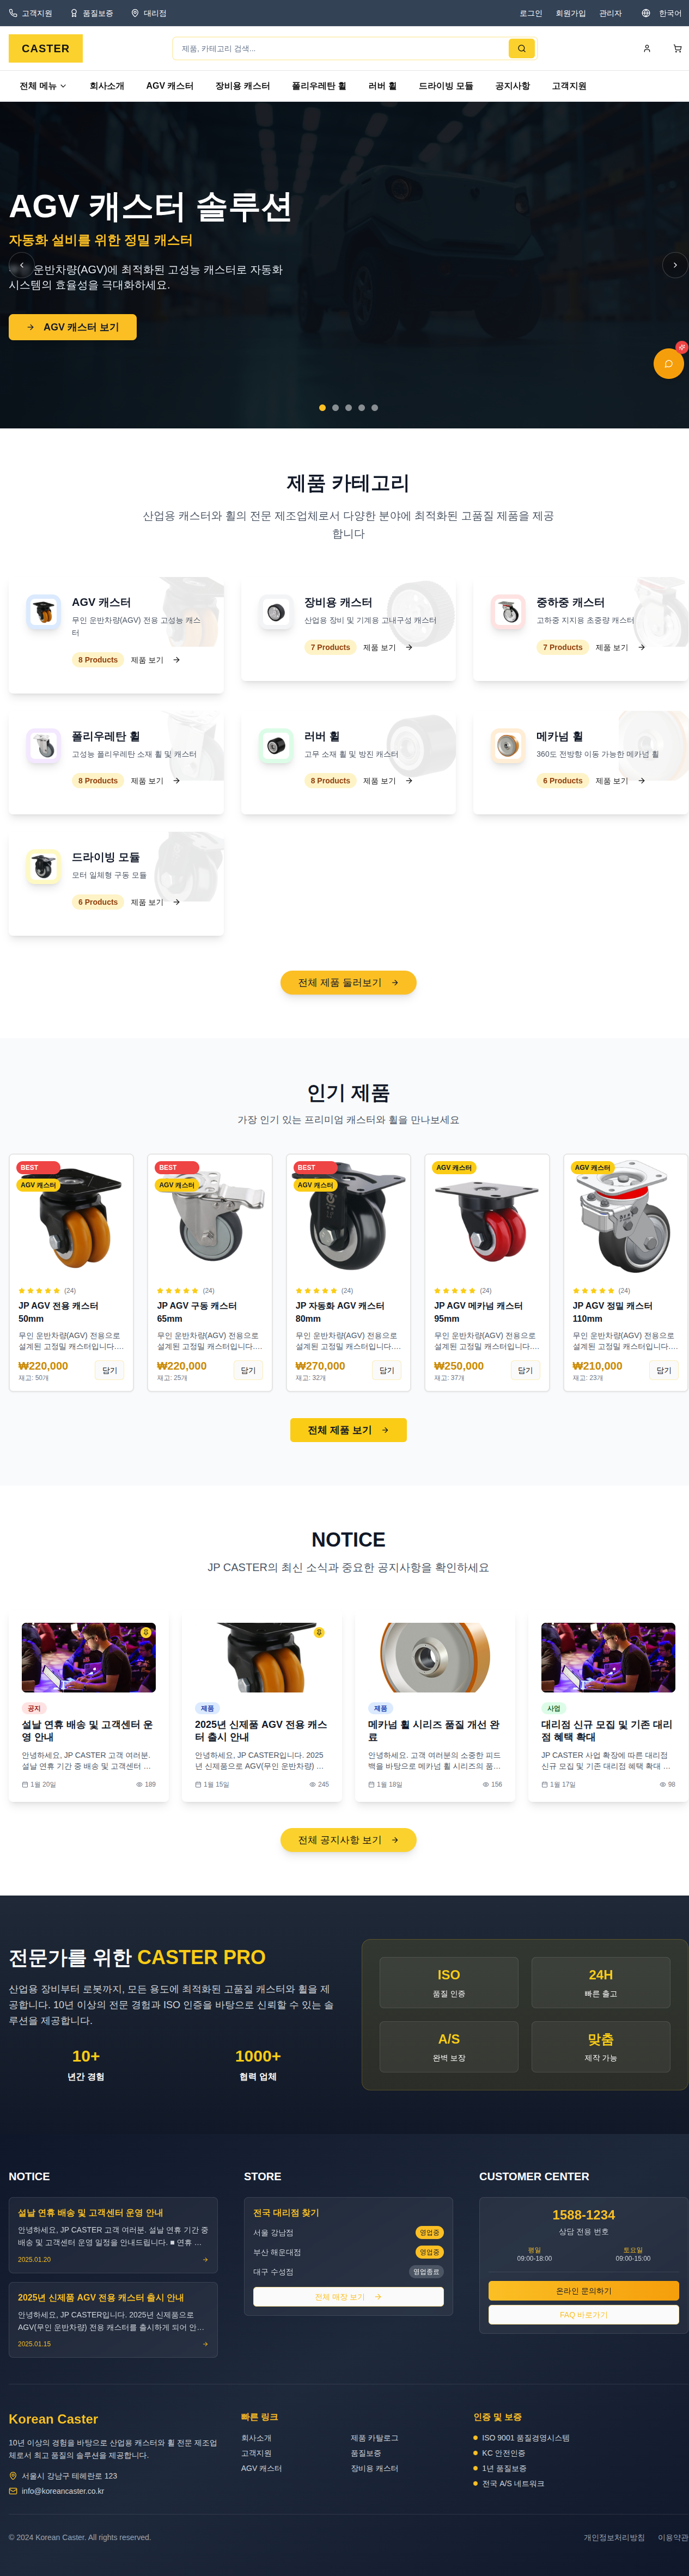 고객지원 품질보증 대리점 로그인 회원가입 관리자 한국어
CASTER 제품, 카테고리 검색...
전체 메뉴 회사소개 AGV 캐스터 장비용 캐스터 폴리우레탄 휠 러버 휠 드라이빙 모듈 공지사항 고객지원
AGV 캐스터 솔루션
자동화 설비를 위한 정밀 캐스터
운반차량(AGV)에 최적화된 고성능 캐스터로 자동화
시스템의 효율성을 극대화하세요.
AGV 캐스터 보기
제품 카테고리
산업용 캐스터와 휠의 전문 제조업체로서 다양한 분야에 최적화된 고품질 제품을 제공
합니다
AGV 캐스터
무인 운반차량(AGV) 전용 고성능 캐스
터
8 Products 제품 보기
장비용 캐스터
산업용 장비 및 기계용 고내구성 캐스터
7 Products 제품 보기
중하중 캐스터
고하중 지지용 초중량 캐스터
7 Products 제품 보기
폴리우레탄 휠
고성능 폴리우레탄 소재 휠 및 캐스터
8 Products 제품 보기
러버 휠
고무 소재 휠 및 방진 캐스터
8 Products 제품 보기
메카넘 휠
360도 전방향 이동 가능한 메카넘 휠
6 Products 제품 보기
드라이빙 모듈
모터 일체형 구동 모듈
6 Products 제품 보기
전체 제품 둘러보기
인기 제품
가장 인기 있는 프리미엄 캐스터와 휠을 만나보세요
BEST
AGV 캐스터
(24)
JP AGV 전용 캐스터
50mm
무인 운반차량(AGV) 전용으로
설계된 고정밀 캐스터입니다....
₩220,000
재고: 50개
담기
BEST
AGV 캐스터
(24)
JP AGV 구동 캐스터
65mm
무인 운반차량(AGV) 전용으로
설계된 고정밀 캐스터입니다....
₩220,000
재고: 25개
담기
BEST
AGV 캐스터
(24)
JP 자동화 AGV 캐스터
80mm
무인 운반차량(AGV) 전용으로
설계된 고정밀 캐스터입니다....
₩270,000
재고: 32개
담기
AGV 캐스터
(24)
JP AGV 메카넘 캐스터
95mm
무인 운반차량(AGV) 전용으로
설계된 고정밀 캐스터입니다....
₩250,000
재고: 37개
담기
AGV 캐스터
(24)
JP AGV 정밀 캐스터
110mm
무인 운반차량(AGV) 전용으로
설계된 고정밀 캐스터입니다....
₩210,000
재고: 23개
담기
전체 제품 보기
NOTICE
JP CASTER의 최신 소식과 중요한 공지사항을 확인하세요
공지
설날 연휴 배송 및 고객센터 운
영 안내
안녕하세요, JP CASTER 고객 여러분.
설날 연휴 기간 중 배송 및 고객센터 ...
1월 20일 189
제품
2025년 신제품 AGV 전용 캐스
터 출시 안내
안녕하세요, JP CASTER입니다. 2025
년 신제품으로 AGV(무인 운반차량) ...
1월 15일 245
제품
메카넘 휠 시리즈 품질 개선 완
료
안녕하세요. 고객 여러분의 소중한 피드
백을 바탕으로 메카넘 휠 시리즈의 품...
1월 18일 156
사업
대리점 신규 모집 및 기존 대리
점 혜택 확대
JP CASTER 사업 확장에 따른 대리점
신규 모집 및 기존 대리점 혜택 확대 ...
1월 17일 98
전체 공지사항 보기
전문가를 위한 CASTER PRO
산업용 장비부터 로봇까지, 모든 용도에 최적화된 고품질 캐스터와 휠을 제
공합니다. 10년 이상의 전문 경험과 ISO 인증을 바탕으로 신뢰할 수 있는 솔
루션을 제공합니다.
10+ 1000+
년간 경험 협력 업체
ISO
품질 인증
24H
빠른 출고
A/S
완벽 보장
맞춤
제작 가능
NOTICE
설날 연휴 배송 및 고객센터 운영 안내
안녕하세요, JP CASTER 고객 여러분. 설날 연휴 기간 중
배송 및 고객센터 운영 일정을 안내드립니다. ■ 연휴 ...
2025.01.20
2025년 신제품 AGV 전용 캐스터 출시 안내
안녕하세요, JP CASTER입니다. 2025년 신제품으로
AGV(무인 운반차량) 전용 캐스터를 출시하게 되어 안...
2025.01.15
STORE
전국 대리점 찾기
서울 강남점 영업중
부산 해운대점 영업중
대구 수성점 영업종료
전체 매장 보기
CUSTOMER CENTER
1588-1234
상담 전용 번호
평일 토요일
09:00-18:00 09:00-15:00
온라인 문의하기
FAQ 바로가기
Korean Caster
10년 이상의 경험을 바탕으로 산업용 캐스터와 휠 전문 제조업
체로서 최고 품질의 솔루션을 제공합니다.
서울시 강남구 테헤란로 123
info@koreancaster.co.kr
빠른 링크
회사소개 제품 카탈로그
고객지원 품질보증
AGV 캐스터 장비용 캐스터
인증 및 보증
ISO 9001 품질경영시스템
KC 안전인증
1년 품질보증
전국 A/S 네트워크
© 2024 Korean Caster. All rights reserved. 개인정보처리방침 이용약관